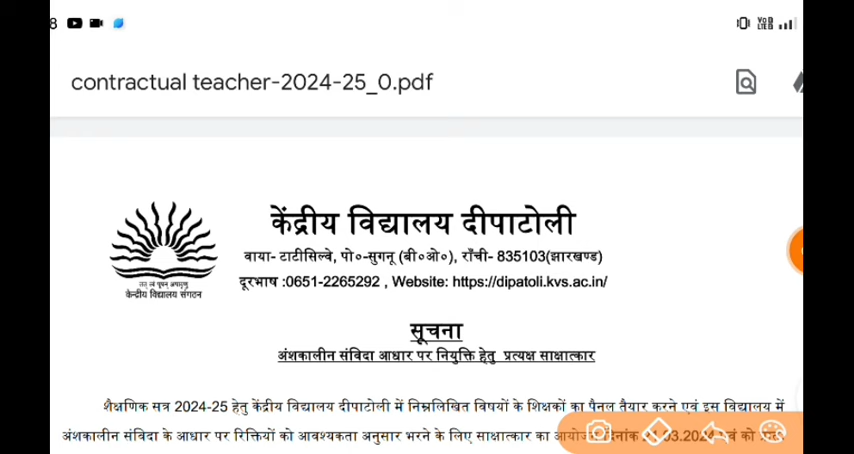 8
contractual teacher-2024-25_0.pdf
केंद्रीय विद्यालय दीपाटोली
वाया- टाटीसिल्वे, पो०-सुगनू (बी०ओ०), राँची- 835103(झारखण्ड)
दूरभाष :0651-2265292 , Website: https://dipatoli.kvs.ac.in/
केन्द्रीय विद्यालय संगठन
सूचना
अंशकालीन संविदा आधार पर नियुक्ति हेतु प्रत्यक्ष साक्षात्कार
शैक्षणिक सत्र 2024-25 हेतु केंद्रीय विद्यालय दीपाटोली में निम्नलिखित विषयों के शिक्षकों का पैनल तैयार करने एवं इस विद्यालय में
अंशकालीन संविदा के आधार पर रिक्तियों को आवश्यकता अनुसार भरने के लिए साक्षात्कार का दिनांक